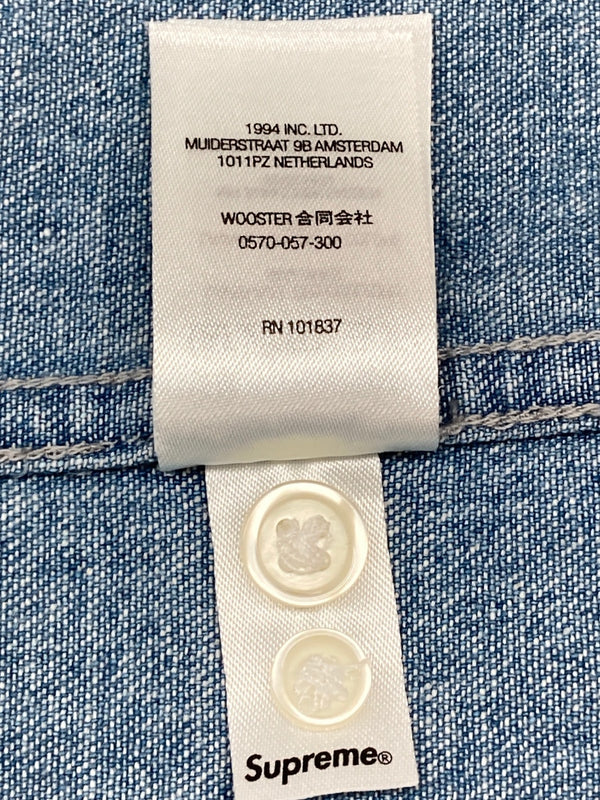 1994 INC. LTD.
MUIDERSTRAAT 9B AMSTERDAM
1011PZ NETHERLANDS
WOOSTER 合同会社
0570-057-300
RN 101837
Supreme®